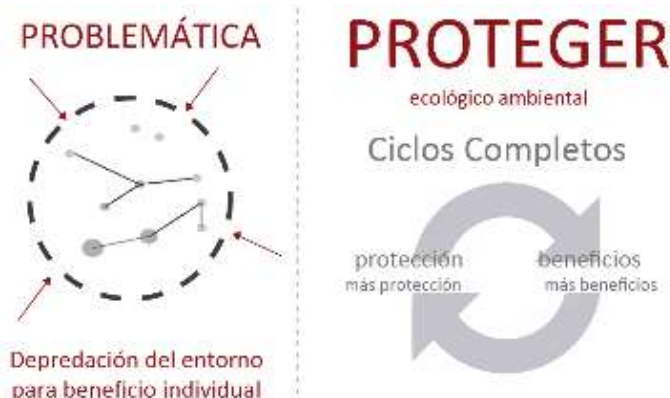 PROBLEMÁTICA
Depredación del entorno
para beneficio individual
PROTEGER
ecológico ambiental
Ciclos Completos
protección
más protección
beneficios
más beneficios